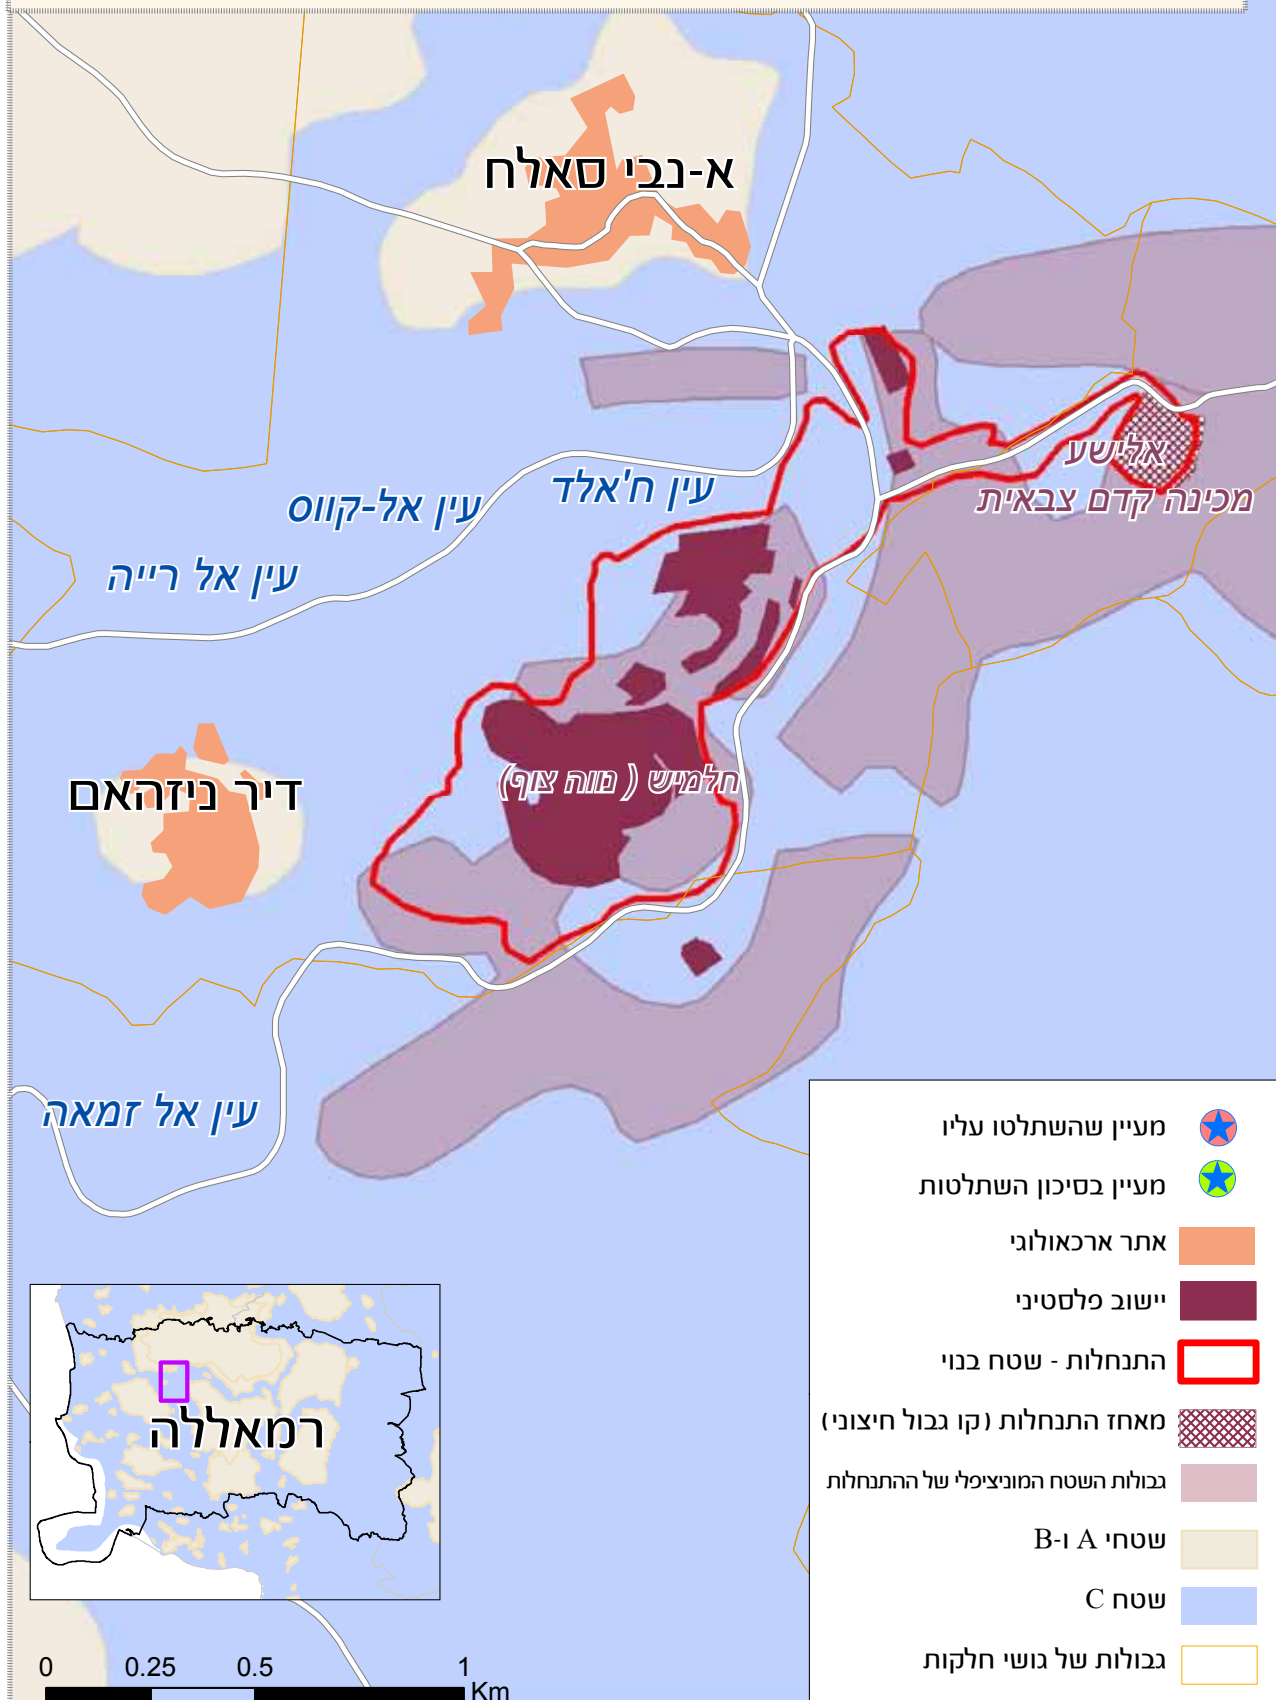 א-נבי סאלח
אלישע
מכינה קדם צבאית
עין ח'אלד
עין אל-קווס
עין אל רייה
חלמיש ( נווה צוף)
דיר ניזהאם
עין אל זמאה
מעיין שהשתלטו עליו
מעיין בסיכון השתלטות
אתר ארכאולוגי
יישוב פלסטיני
התנחלות - שטח בנוי
מאחז התנחלות (קו גבול חיצוני)
גבולות השטח המוניציפלי של ההתנחלות
שטחי A ו-B
שטח C
גבולות של גושי חלקות
רמאללה
0 0.25 0.5 1
Km